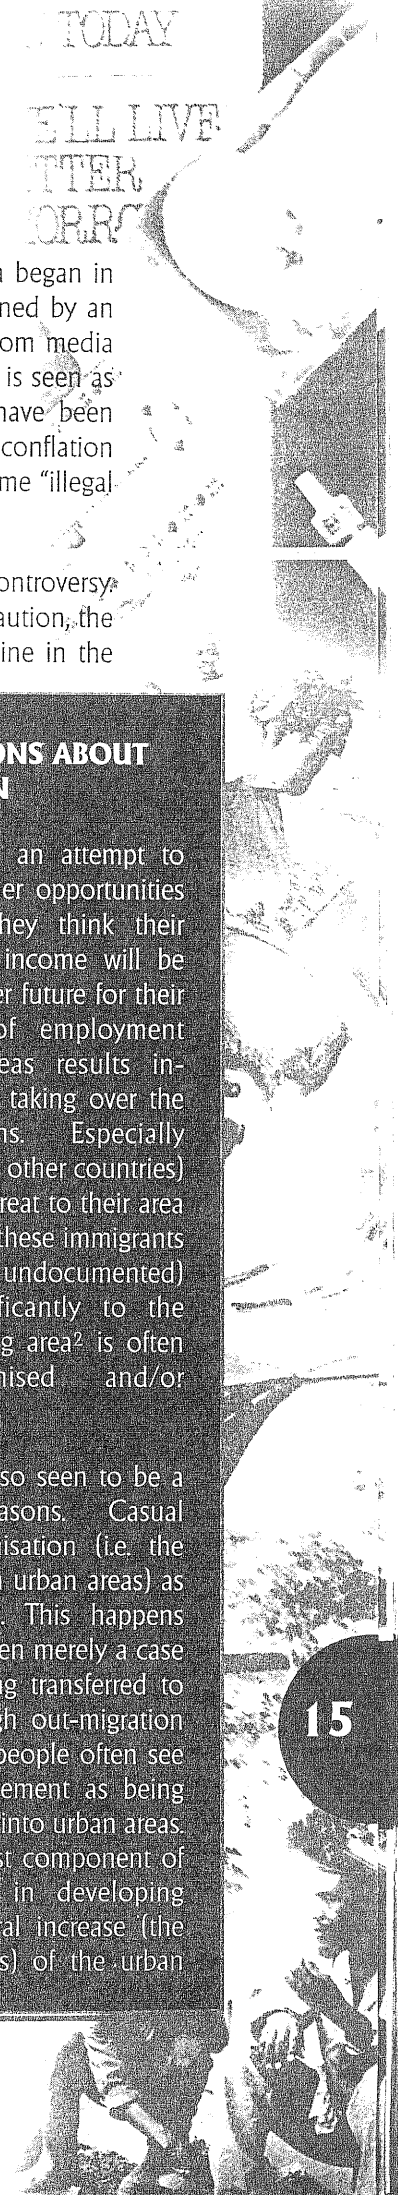 TODAY
E'LL LIVE
TTER
ORR
began in
ned by an
om media
is seen as
have been
conflation
me “illegal
ontroversy.
aution, the
ine in the
ONS ABOUT
N
an attempt to
er opportunities
hey think their
income will be
er future for their
of employment
eas results in-
taking over the
ns. Especially
other countries)
reat to their area
these immigrants
undocumented)
ficantly to the
g area2 is often
nised and/or
so seen to be a
asons. Casual
nisation (i.e. the
n urban areas) as
. This happens
en merely a case
ng transferred to
gh out-migration
people often see
ement as being
into urban areas.
st component of
in developing
ral increase (the
s) of the urban
15